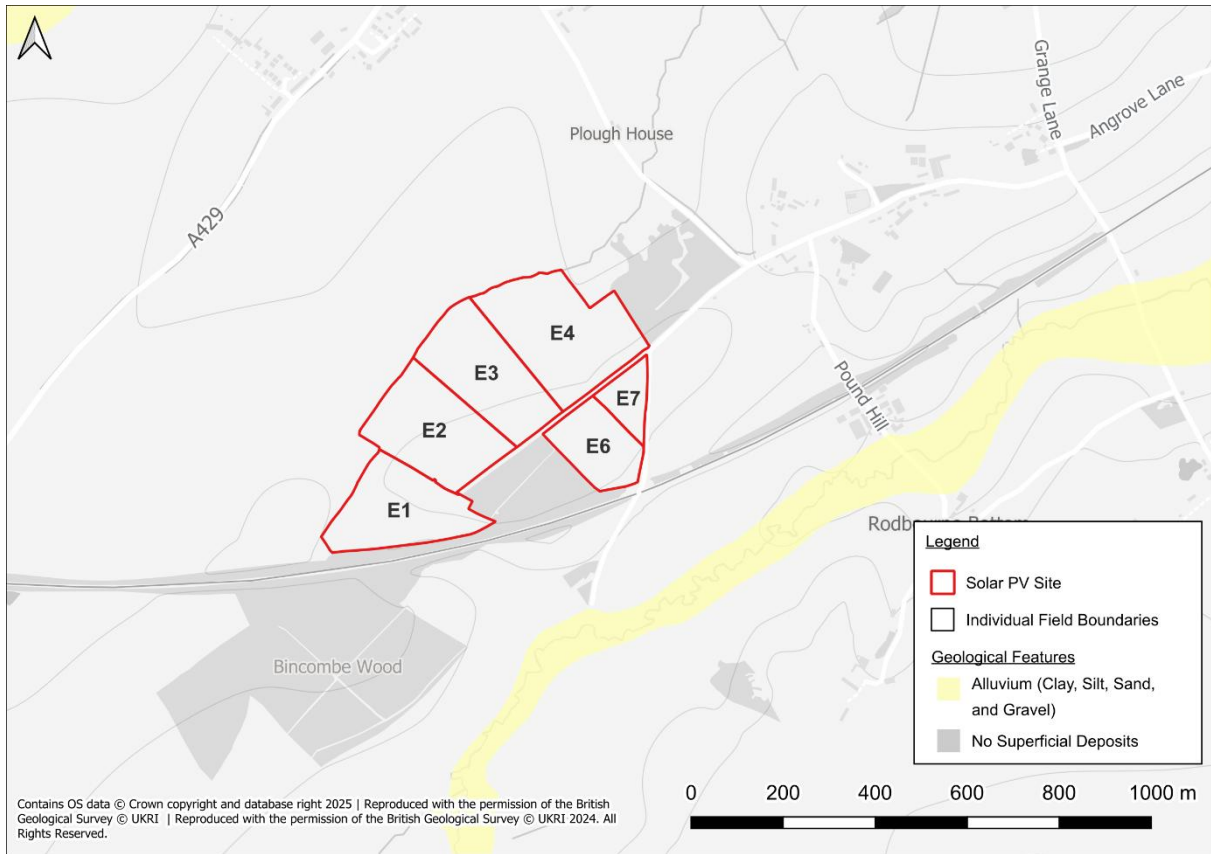 Grange Lane
Angrove Lane
Plough House
A429
E4
E3
E7
Pound Hill
E2
E6
E1
Rodbourne Bottom
Bincombe Wood
Legend
Solar PV Site
Individual Field Boundaries
Geological Features
Alluvium (Clay, Silt, Sand,
and Gravel)
No Superficial Deposits
0 200 400 600 800 1000 m
Contains OS data © Crown copyright and database right 2025 | Reproduced with the permission of the British
Geological Survey © UKRI | Reproduced with the permission of the British Geological Survey © UKRI 2024. All
Rights Reserved.